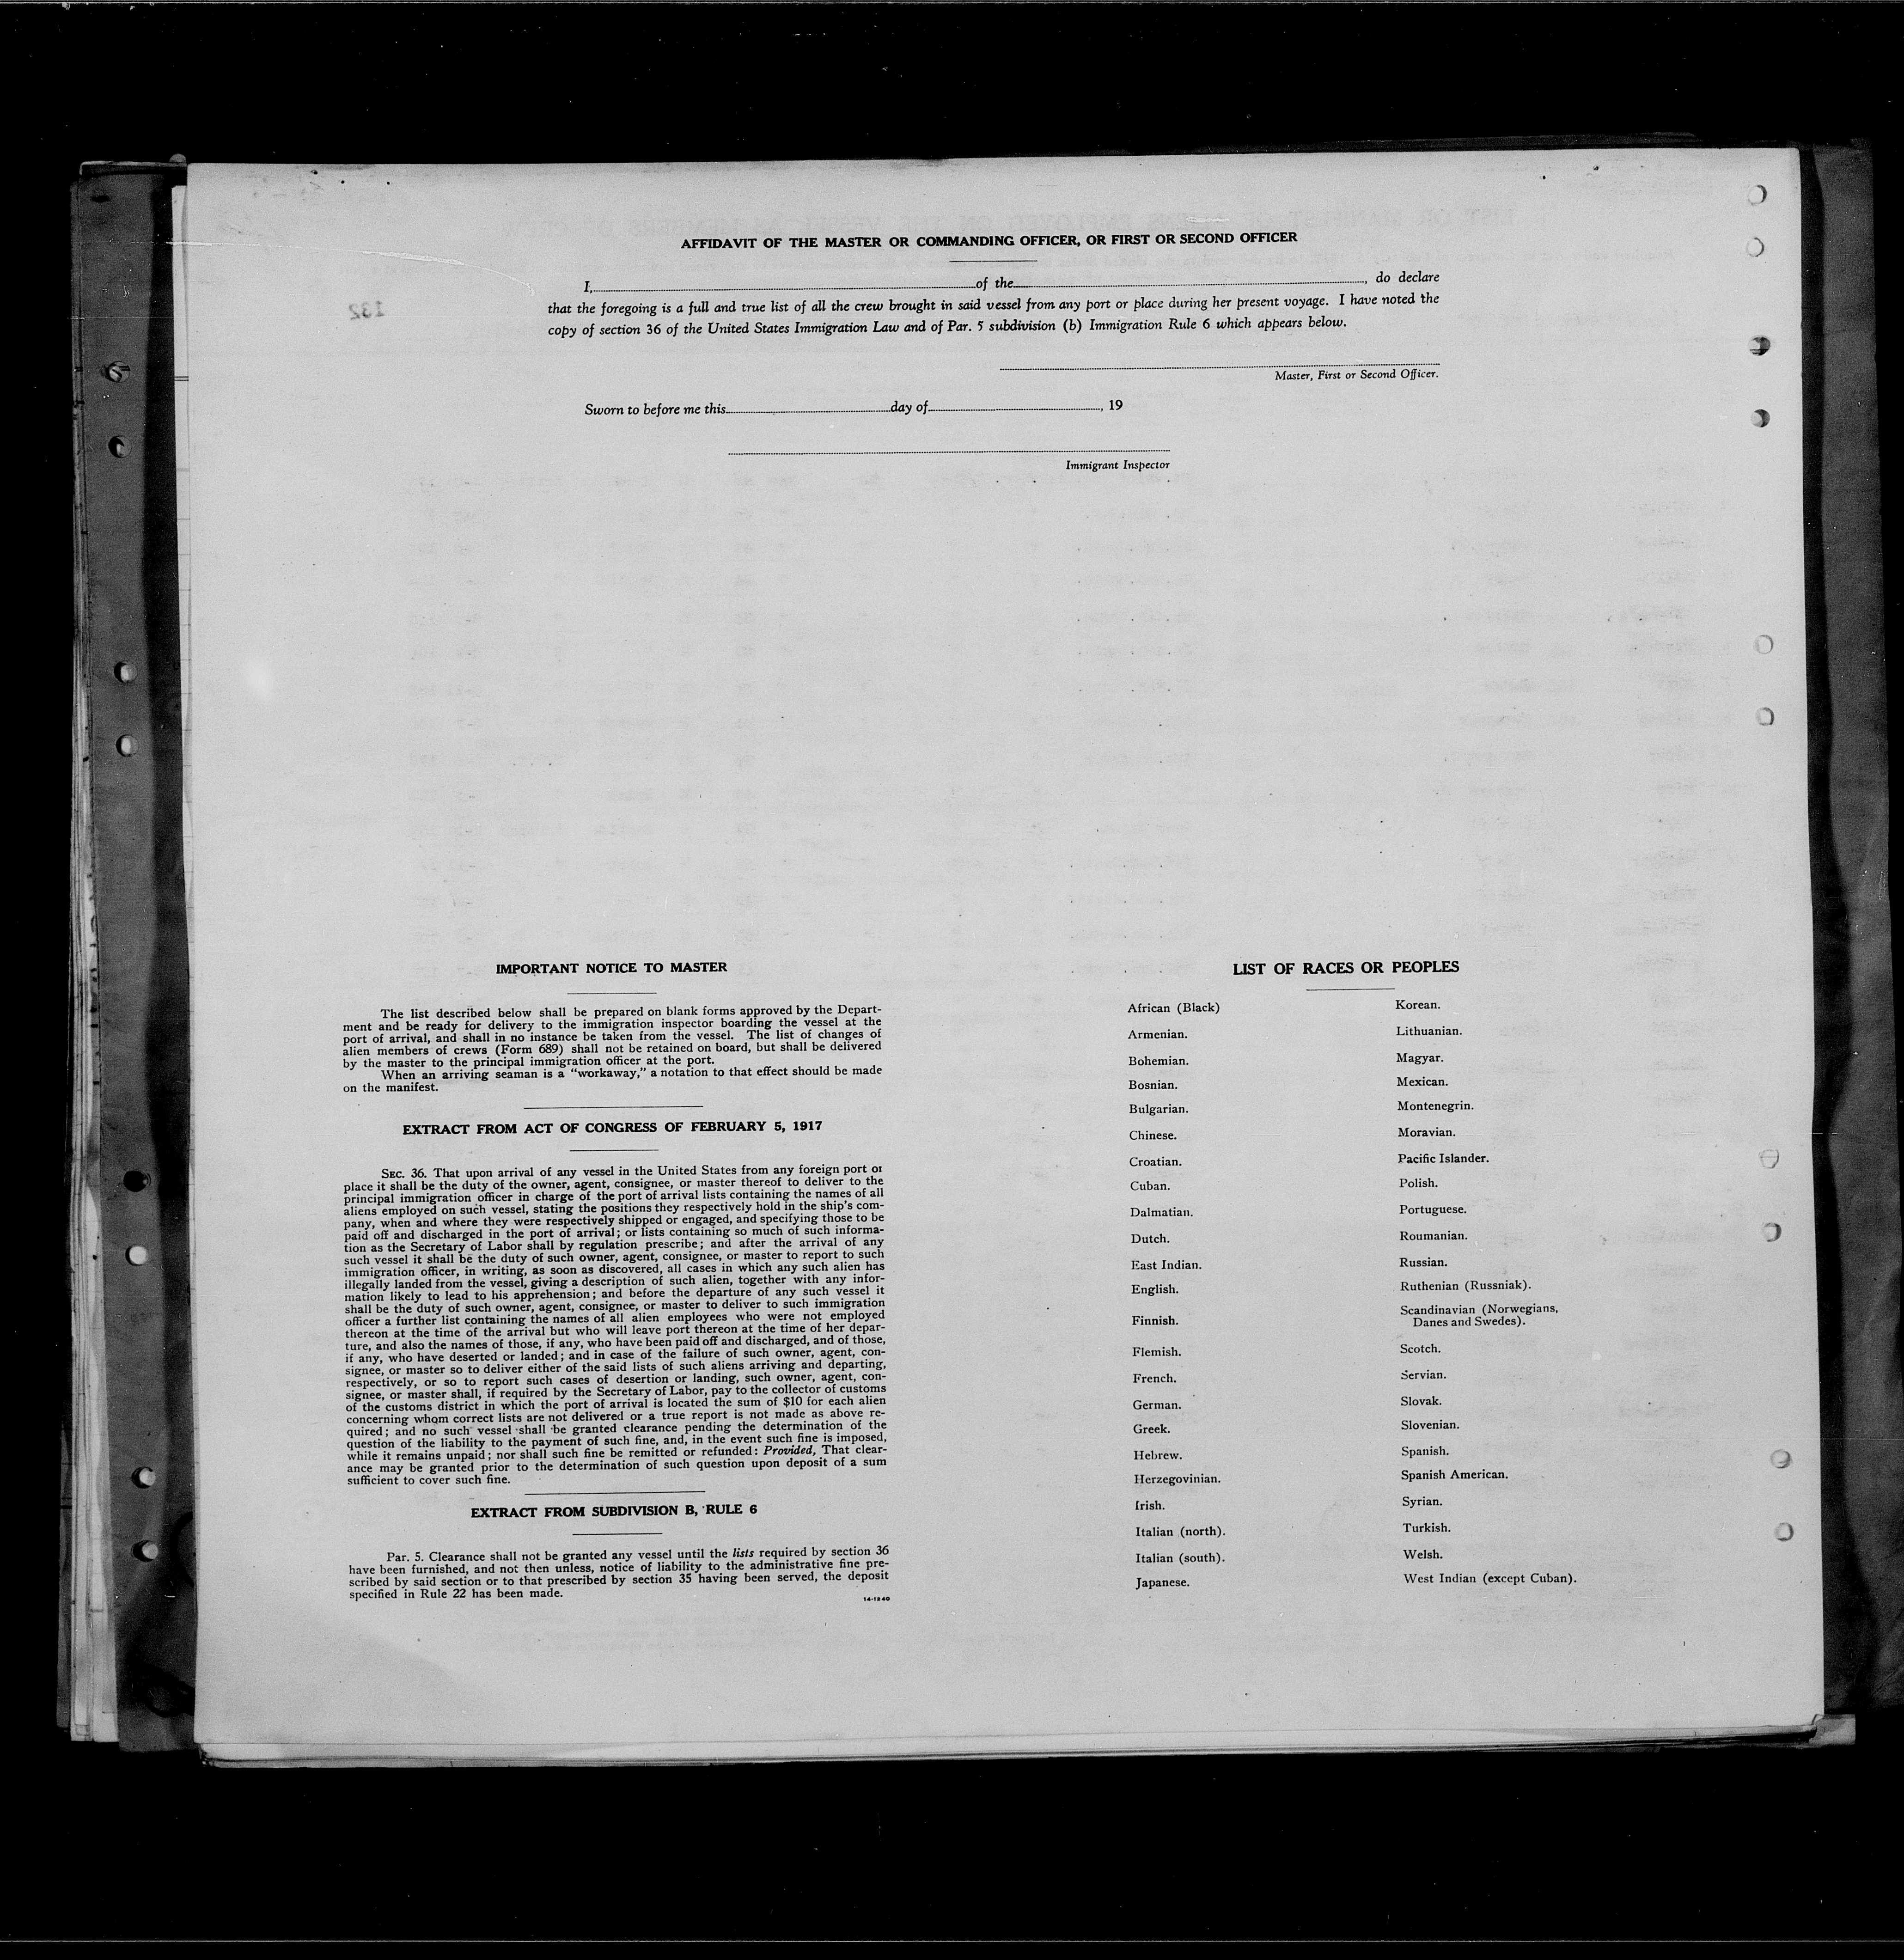 AFFIDAVIT OF THE MASTER OR COMMANDING OFFICER, OR FIRST OR SECOND OFFICER
I, of the , do declare
that the foregoing is a full and true list of all the crew brought in said vessel from any port or place during her present voyage. I have noted the
copy of section 36 of the United States Immigration Law and of Par. 5 subdivision (b) Immigration Rule 6 which appears below.
Master, First or Second Officer.
Sworn to before me this day of , 19
Immigrant Inspector
IMPORTANT NOTICE TO MASTER
The list described below shall be prepared on blank forms approved by the Depart-
ment and be ready for delivery to the immigration inspector boarding the vessel at the
port of arrival, and shall in no instance be taken from the vessel. The list of changes of
alien members of crews (Form 689) shall not be retained on board, but shall be delivered
by the master to the principal immigration officer at the port.
When an arriving seaman is a "workaway," a notation to that effect should be made
on the manifest.
EXTRACT FROM ACT OF CONGRESS OF FEBRUARY 5, 1917
SEC. 36. That upon arrival of any vessel in the United States from any foreign port or
place it shall be the duty of the owner, agent, consignee, or master thereof to deliver to the
principal immigration officer in charge of the port of arrival lists containing the names of all
aliens employed on such vessel, stating the positions they respectively hold in the ship's com-
pany, when and where they were respectively shipped or engaged, and specifying those to be
paid off and discharged in the port of arrival; or lists containing so much of such informa-
tion as the Secretary of Labor shall by regulation prescribe; and after the arrival of any
such vessel it shall be the duty of such owner, agent, consignee, or master to report to such
immigration officer, in writing, as soon as discovered, all cases in which any such alien has
illegally landed from the vessel, giving a description of such alien, together with any infor-
mation likely to lead to his apprehension; and before the departure of any such vessel it
shall be the duty of such owner, agent, consignee, or master to deliver to such immigration
officer a further list containing the names of all alien employees who were not employed
thereon at the time of the arrival but who will leave port thereon at the time of her depar-
ture, and also the names of those, if any, who have been paid off and discharged, and of those,
if any, who have deserted or landed; and in case of the failure of such owner, agent, con-
signee, or master so to deliver either of the said lists of such aliens arriving and departing,
respectively, or so to report such cases of desertion or landing, such owner, agent, con-
signee, or master shall, if required by the Secretary of Labor, pay to the collector of customs
of the customs district in which the port of arrival is located the sum of $10 for each alien
concerning whom correct lists are not delivered or a true report is not made as above re-
quired; and no such vessel shall be granted clearance pending the determination of the
question of the liability to the payment of such fine, and, in the event such fine is imposed,
while it remains unpaid; nor shall such fine be remitted or refunded: Provided, That clear-
ance may be granted prior to the determination of such question upon deposit of a sum
sufficient to cover such fine.
EXTRACT FROM SUBDIVISION B, RULE 6
Par. 5. Clearance shall not be granted any vessel until the lists required by section 36
have been furnished, and not then unless, notice of liability to the administrative fine pre-
scribed by said section or to that prescribed by section 35 having been served, the deposit
specified in Rule 22 has been made.
14-1240
LIST OF RACES OR PEOPLES
African (Black)
Armenian.
Bohemian.
Bosnian.
Bulgarian.
Chinese.
Croatian.
Cuban.
Dalmatian.
Dutch.
East Indian.
English.
Finnish.
Flemish.
French.
German.
Greek.
Hebrew.
Herzegovinian.
Irish.
Italian (north).
Italian (south).
Japanese.
Korean.
Lithuanian.
Magyar.
Mexican.
Montenegrin.
Moravian.
Pacific Islander.
Polish.
Portuguese.
Roumanian.
Russian.
Ruthenian (Russniak).
Scandinavian (Norwegians,
Danes and Swedes).
Scotch.
Servian.
Slovak.
Slovenian.
Spanish.
Spanish American.
Syrian.
Turkish.
Welsh.
West Indian (except Cuban).